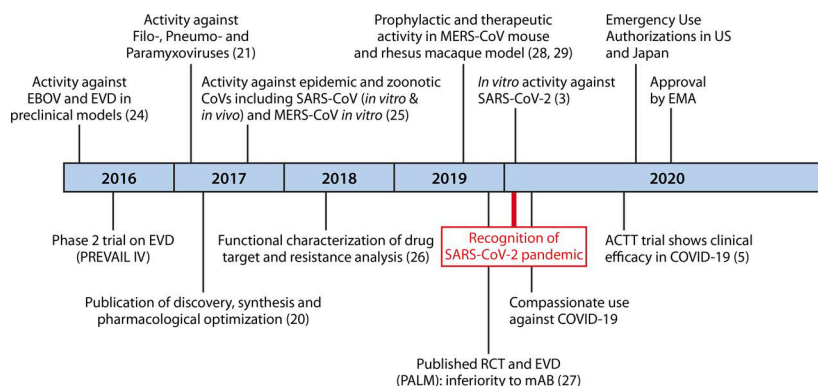 Activity against
Filo-, Pneumo- and
Paramyxoviruses (21)
Prophylactic and therapeutic
activity in MERS-CoV mouse
and rhesus macaque model (28, 29)
Emergency Use
Authorizations in US
and Japan
Activity against
EBOV and EVD in
preclinical models (24)
Activity against epidemic and zoonotic
CoVs including SARS-CoV (in vitro &
in vivo) and MERS-CoV in vitro (25)
In vitro activity against
SARS-CoV-2 (3)
Approval
by EMA
2016
2017
2018
2019
2020
Phase 2 trial on EVD
(PREVAIL IV)
Functional characterization of drug
target and resistance analysis (26)
Recognition of
SARS-CoV-2 pandemic
ACTT trial shows clinical
efficacy in COVID-19 (5)
Publication of discovery, synthesis and
pharmacological optimization (20)
Compassionate use
against COVID-19
Published RCT and EVD
(PALM): inferiority to mAB (27)